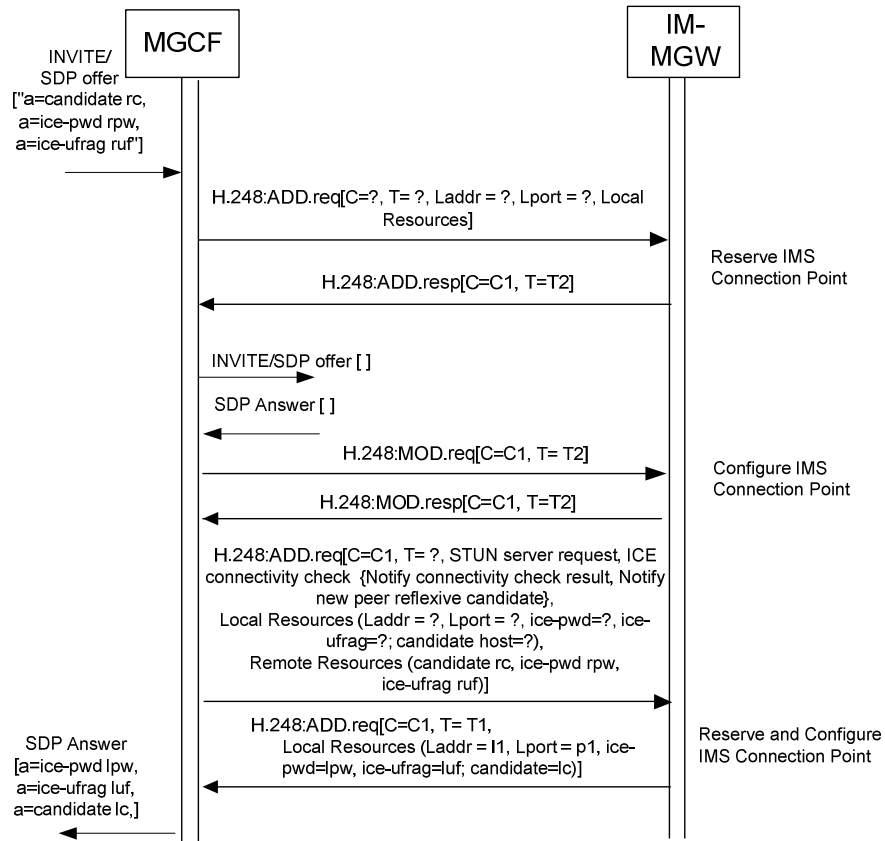 MGCF
IM-
MGW
INVITE/
SDP offer
["a=candidate rc,
a=ice-pwd rpw,
a=ice-ufrag ruf"]
H.248:ADD.req[C=?, T= ?, Laddr = ?, Lport = ?, Local
Resources]
Reserve IMS
Connection Point
H.248:ADD.resp[C=C1, T=T2]
INVITE/SDP offer [ ]
SDP Answer [ ]
H.248:MOD.req[C=C1, T= T2]
Configure IMS
Connection Point
H.248:MOD.resp[C=C1, T=T2]
H.248:ADD.req[C=C1, T= ?, STUN server request, ICE
connectivity check {Notify connectivity check result, Notify
new peer reflexive candidate},
Local Resources (Laddr = ?, Lport = ?, ice-pwd=?, ice-
ufrag=?; candidate host=?),
Remote Resources (candidate rc, ice-pwd rpw,
ice-ufrag ruf)]
H.248:ADD.req[C=C1, T= T1,
Local Resources (Laddr = l1, Lport = p1, ice-
pwd=lpw, ice-ufrag=luf; candidate=lc)]
Reserve and Configure
IMS Connection Point
SDP Answer
[a=ice-pwd lpw,
a=ice-ufrag luf,
a=candidate lc,]